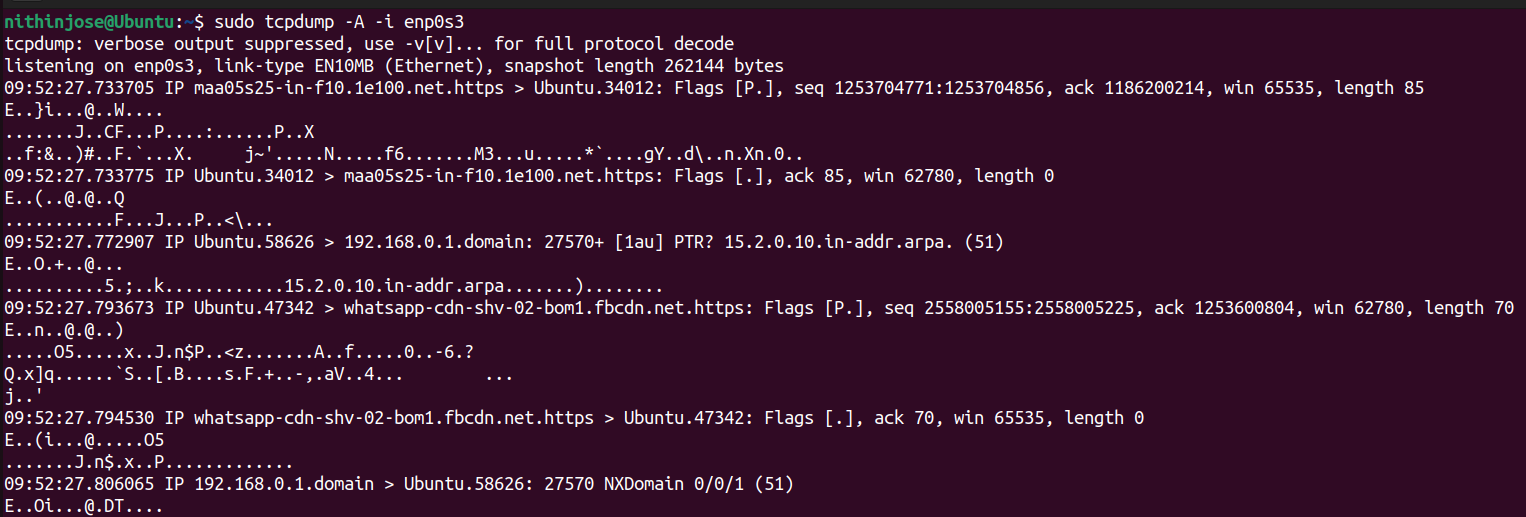 nithinjose@Ubuntu:~$ sudo tcpdump -A -i enp0s3
tcpdump: verbose output suppressed, use -v[v]... for full protocol decode
listening on enp0s3, link-type EN10MB (Ethernet), snapshot length 262144 bytes
09:52:27.733705 IP maa05s25-in-f10.1e100.net.https > Ubuntu.34012: Flags [P.], seq 1253704771:1253704856, ack 1186200214, win 65535, length 85
E..}i...@..W....
.......J..CF...P....:......P..X
..f:&..)#..F.`...X.     j~'.....N.....f6.......M3...u.....*`....gY..d\..n.Xn.0..
09:52:27.733775 IP Ubuntu.34012 > maa05s25-in-f10.1e100.net.https: Flags [.], ack 85, win 62780, length 0
E..(..@.@..Q
...........F...J...P..<\...
09:52:27.772907 IP Ubuntu.58626 > 192.168.0.1.domain: 27570+ [1au] PTR? 15.2.0.10.in-addr.arpa. (51)
E..O.+..@...
..........5.;..k............15.2.0.10.in-addr.arpa.......)........
09:52:27.793673 IP Ubuntu.47342 > whatsapp-cdn-shv-02-bom1.fbcdn.net.https: Flags [P.], seq 2558005155:2558005225, ack 1253600804, win 62780, length 70
E..n..@.@..)
.....O5.....x..J.n$P..<z.......A..f.....0..-6.?
Q.x]q......`S..[.B....s.F.+..-,.aV..4...        ...
j..'
09:52:27.794530 IP whatsapp-cdn-shv-02-bom1.fbcdn.net.https > Ubuntu.47342: Flags [.], ack 70, win 65535, length 0
E..(i...@.....O5
.......J.n$.x..P.............
09:52:27.806065 IP 192.168.0.1.domain > Ubuntu.58626: 27570 NXDomain 0/0/1 (51)
E..Oi...@.DT....